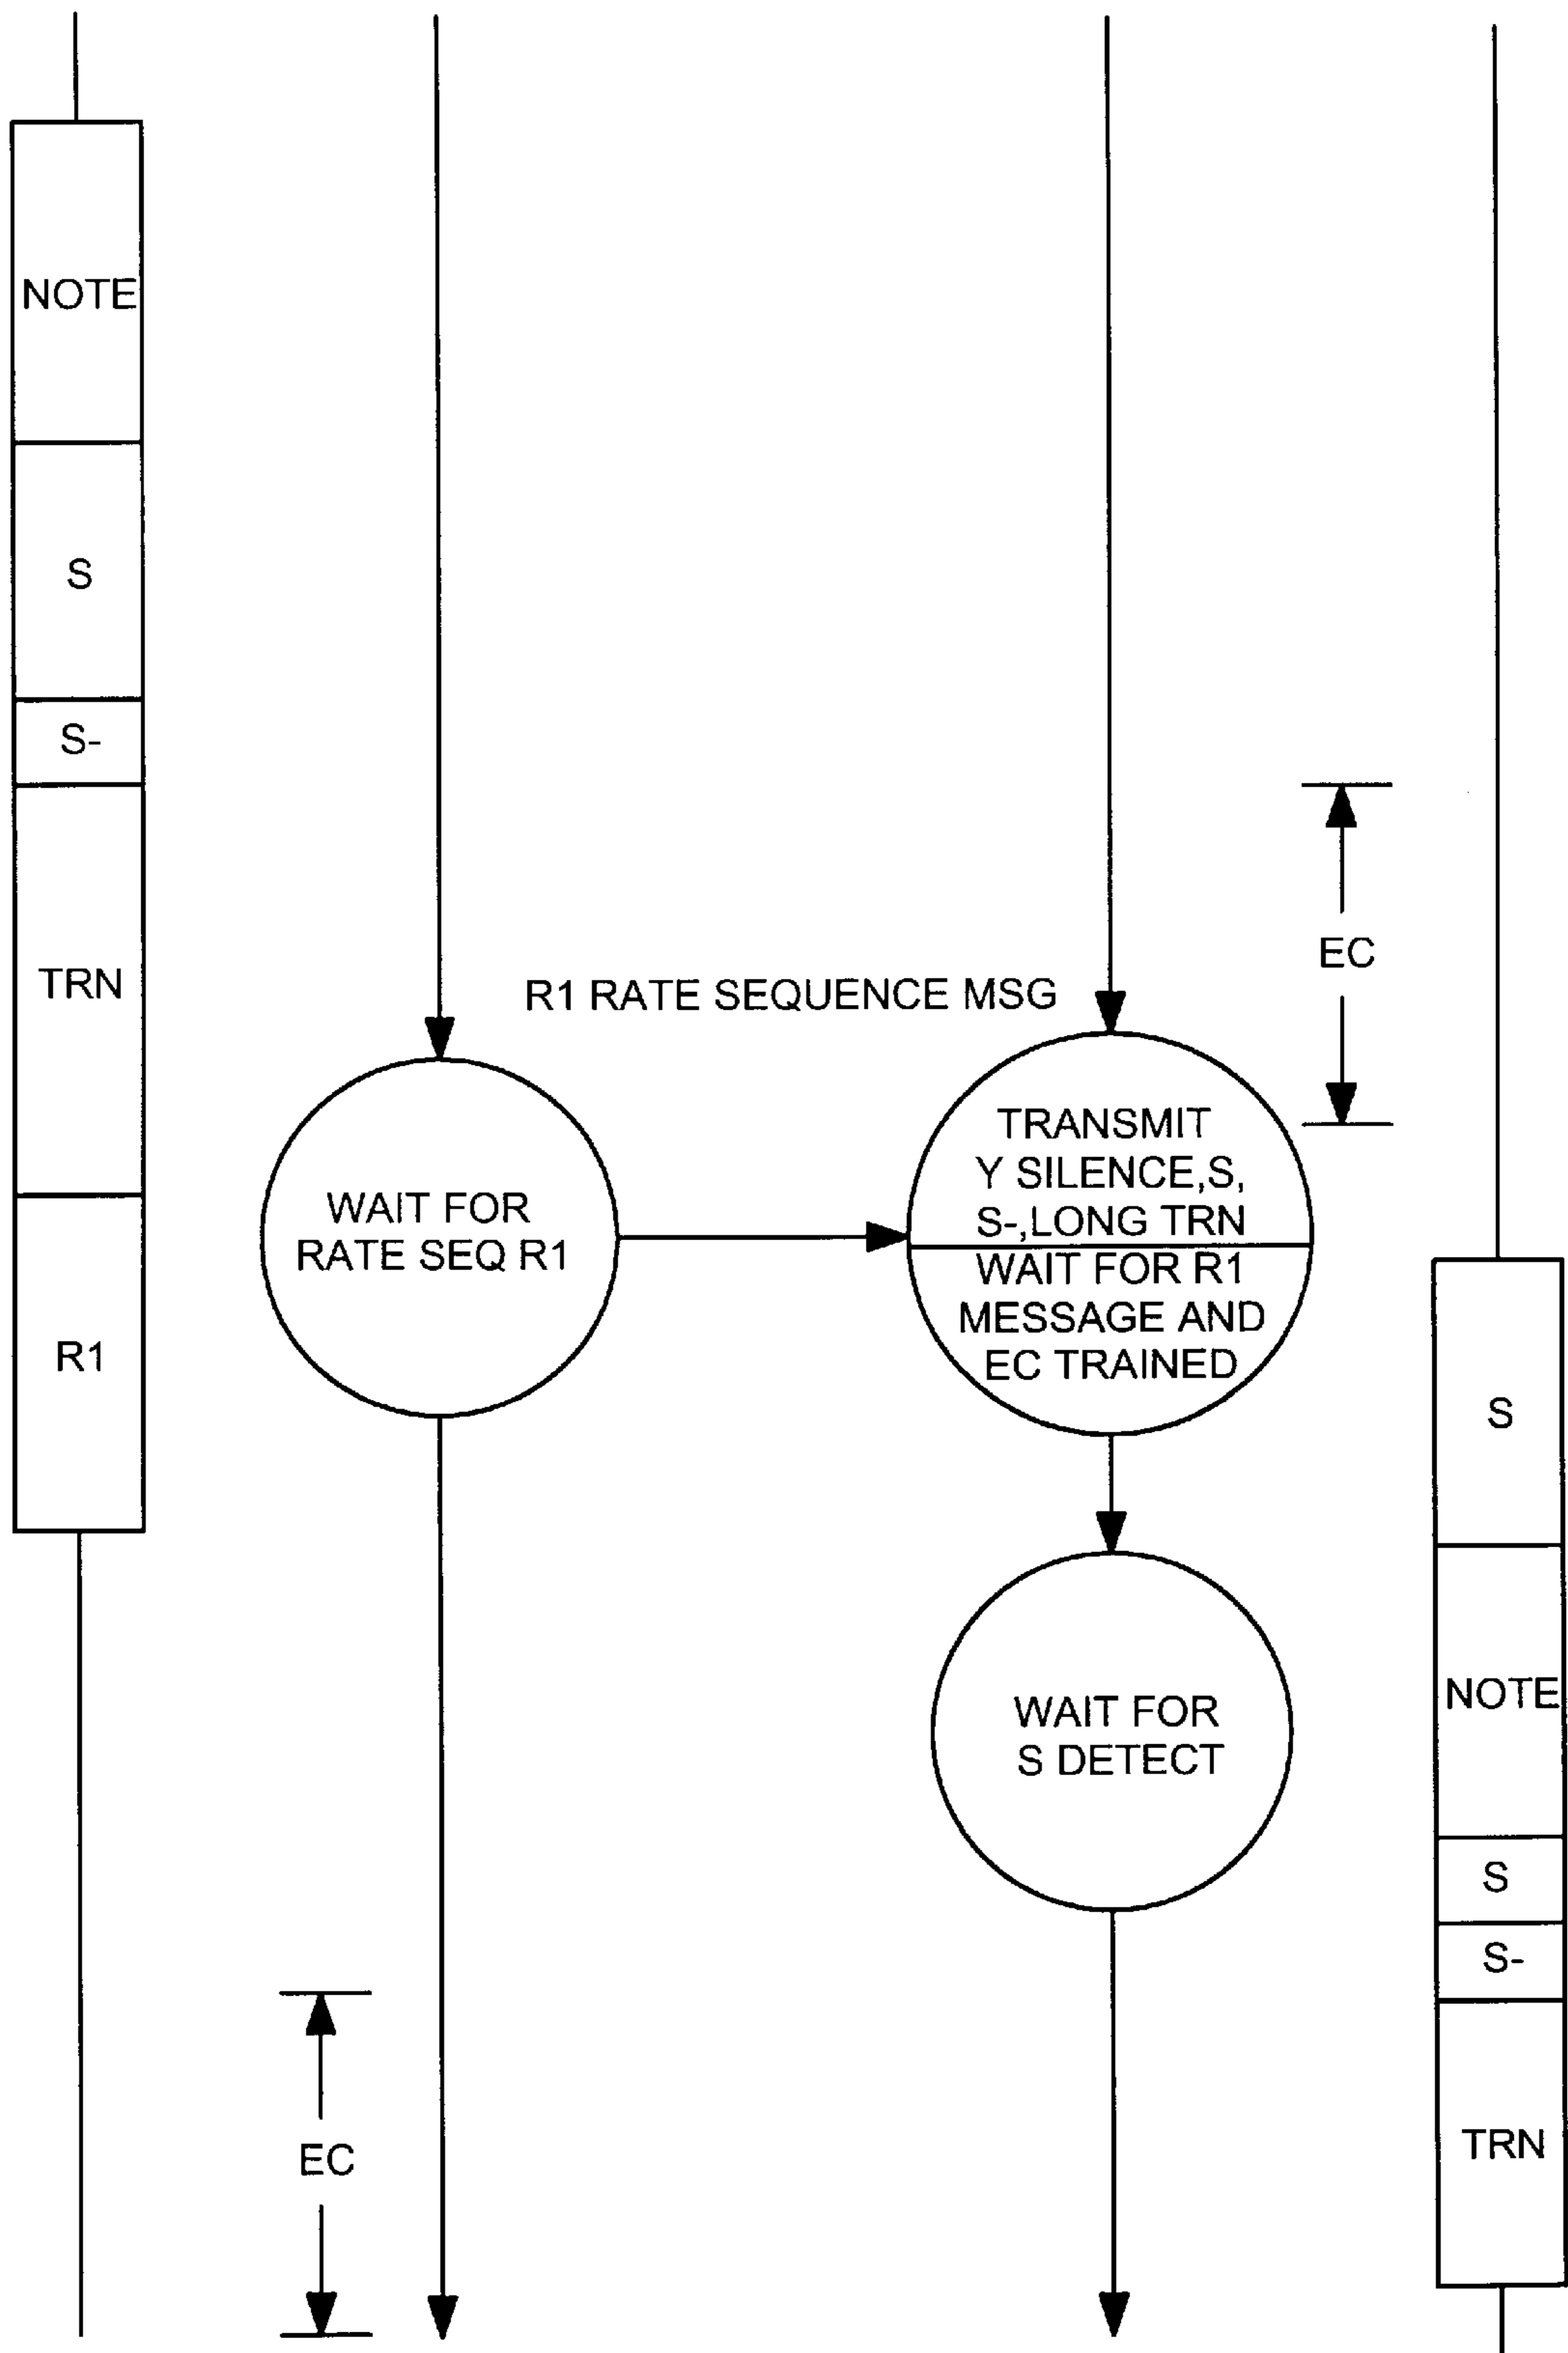 NOTE
S
S-
TRN
R1
R1 RATE SEQUENCE MSG
WAIT FOR
RATE SEQ R1
EC
TRANSMIT
Y SILENCE,S,
S-,LONG TRN
WAIT FOR R1
MESSAGE AND
EC TRAINED
WAIT FOR
S DETECT
EC
S
NOTE
S
S-
TRN